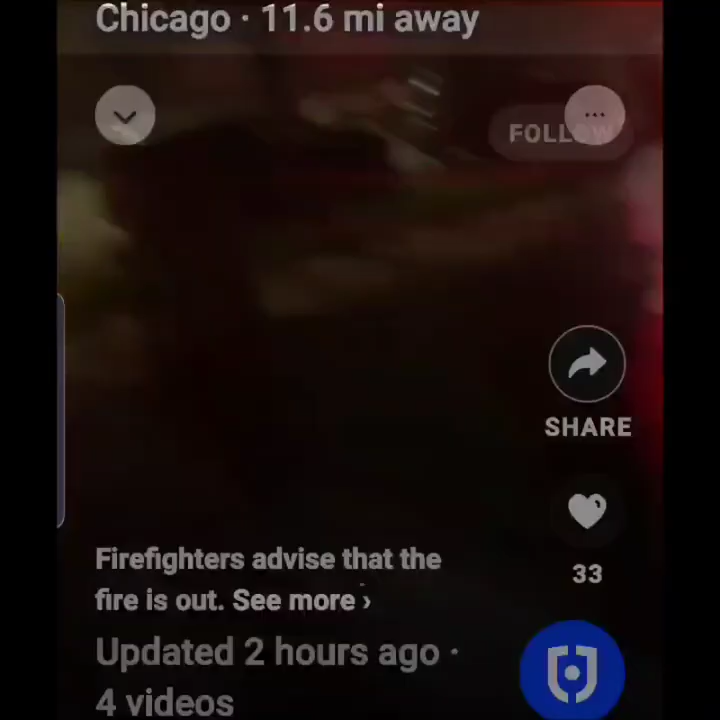 Chicago · 11.6 mi away
FOLLOW
SHARE
33
Firefighters advise that the
fire is out. See more ›
Updated 2 hours ago ·
4 videos